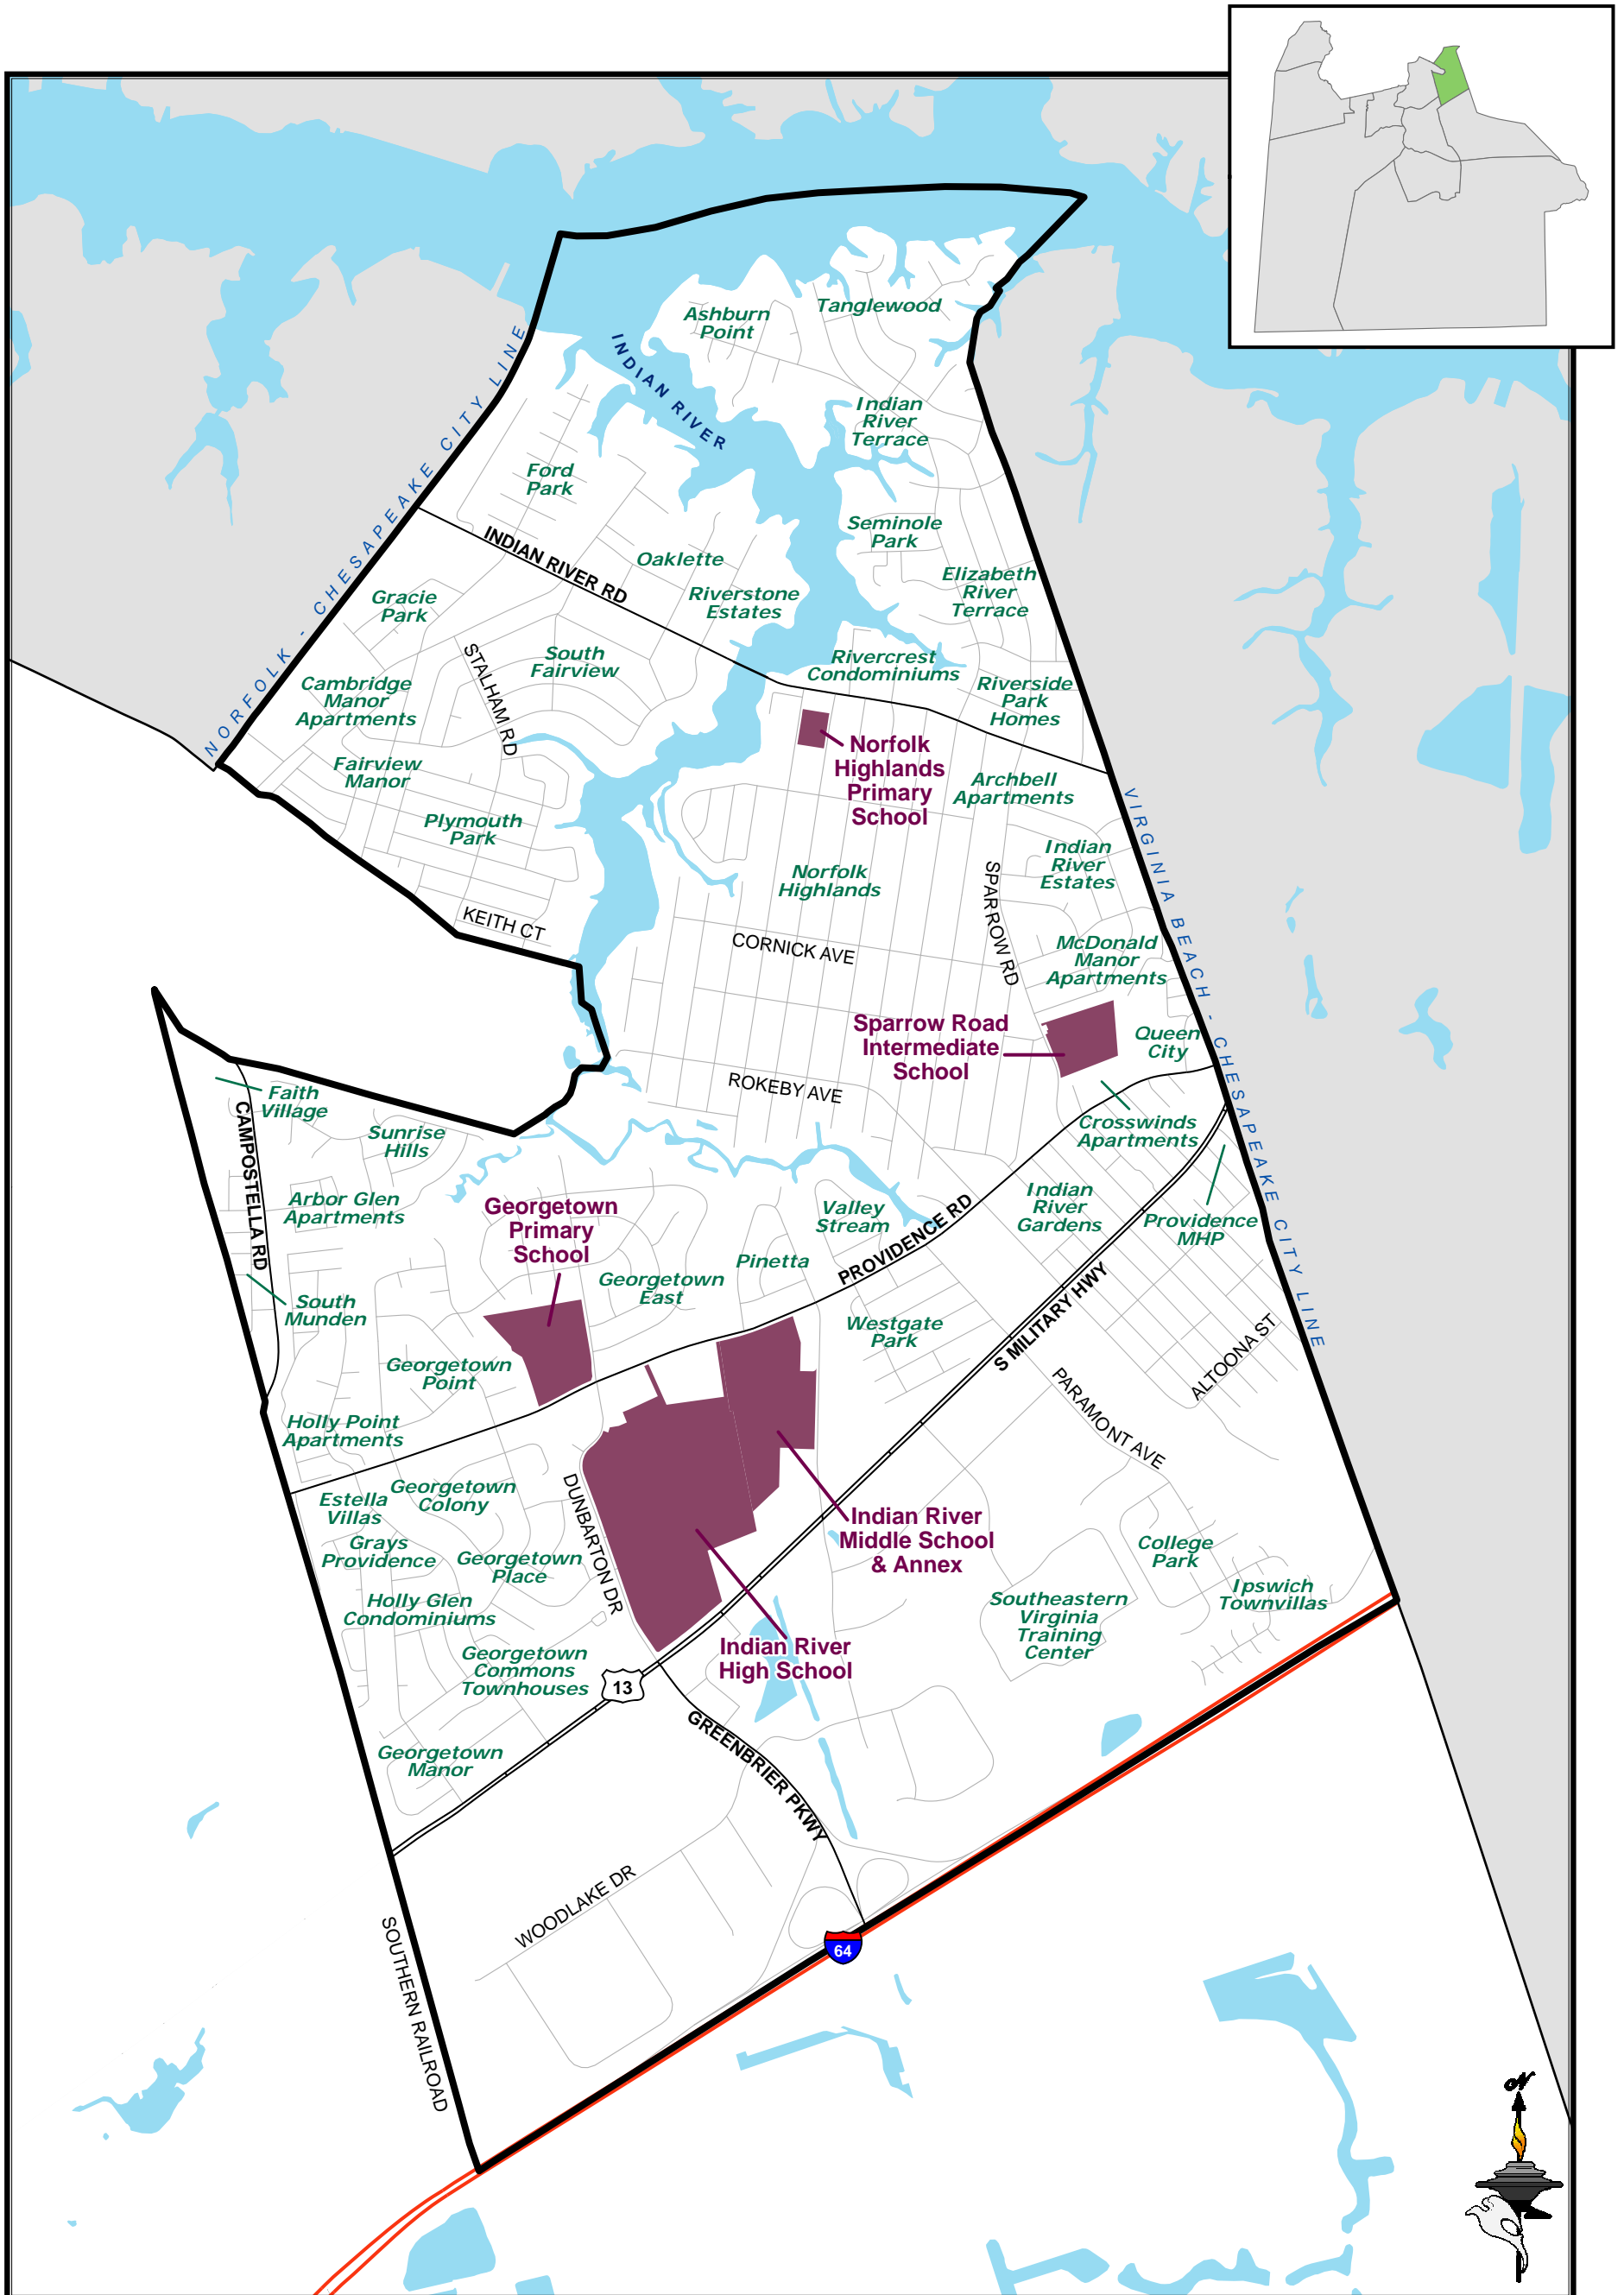 Ashburn
Point
Tanglewood
INDIAN RIVER
NORFOLK - CHESAPEAKE CITY LINE
Indian
River
Terrace
Ford
Park
INDIAN RIVER RD
Oaklette
Seminole
Park
Riverstone
Estates
Elizabeth
River
Terrace
Gracie
Park
STALHAM RD
South
Fairview
Rivercrest
Condominiums
Riverside
Park
Homes
Cambridge
Manor
Apartments
Norfolk
Highlands
Primary
School
Fairview
Manor
Archbell
Apartments
Plymouth
Park
VIRGINIA BEACH - CHESAPEAKE CITY LINE
Indian
River
Estates
Norfolk
Highlands
SPARROW RD
KEITH CT
CORNICK AVE
McDonald
Manor
Apartments
Sparrow Road
Intermediate
School
Queen
City
ROKEBY AVE
Faith
Village
CAMPOSTELLA RD
Sunrise
Hills
Crosswinds
Apartments
Arbor Glen
Apartments
Georgetown
Primary
School
Valley
Stream
PROVIDENCE RD
Indian
River
Gardens
Providence
MHP
Pinetta
Georgetown
East
South
Munden
Westgate
Park
S MILITARY HWY
ALTOONA ST
Georgetown
Point
PARAMONT AVE
Holly Point
Apartments
Georgetown
Colony
Estella
Villas
DUNBARTON DR
Indian River
Middle School
& Annex
Grays
Providence
Georgetown
Place
College
Park
Holly Glen
Condominiums
Southeastern
Virginia
Training
Center
Ipswich
Townvillas
Indian River
High School
Georgetown
Commons
Townhouses
13
GREENBRIER PKWY
Georgetown
Manor
WOODLAKE DR
64
SOUTHERN RAILROAD
N